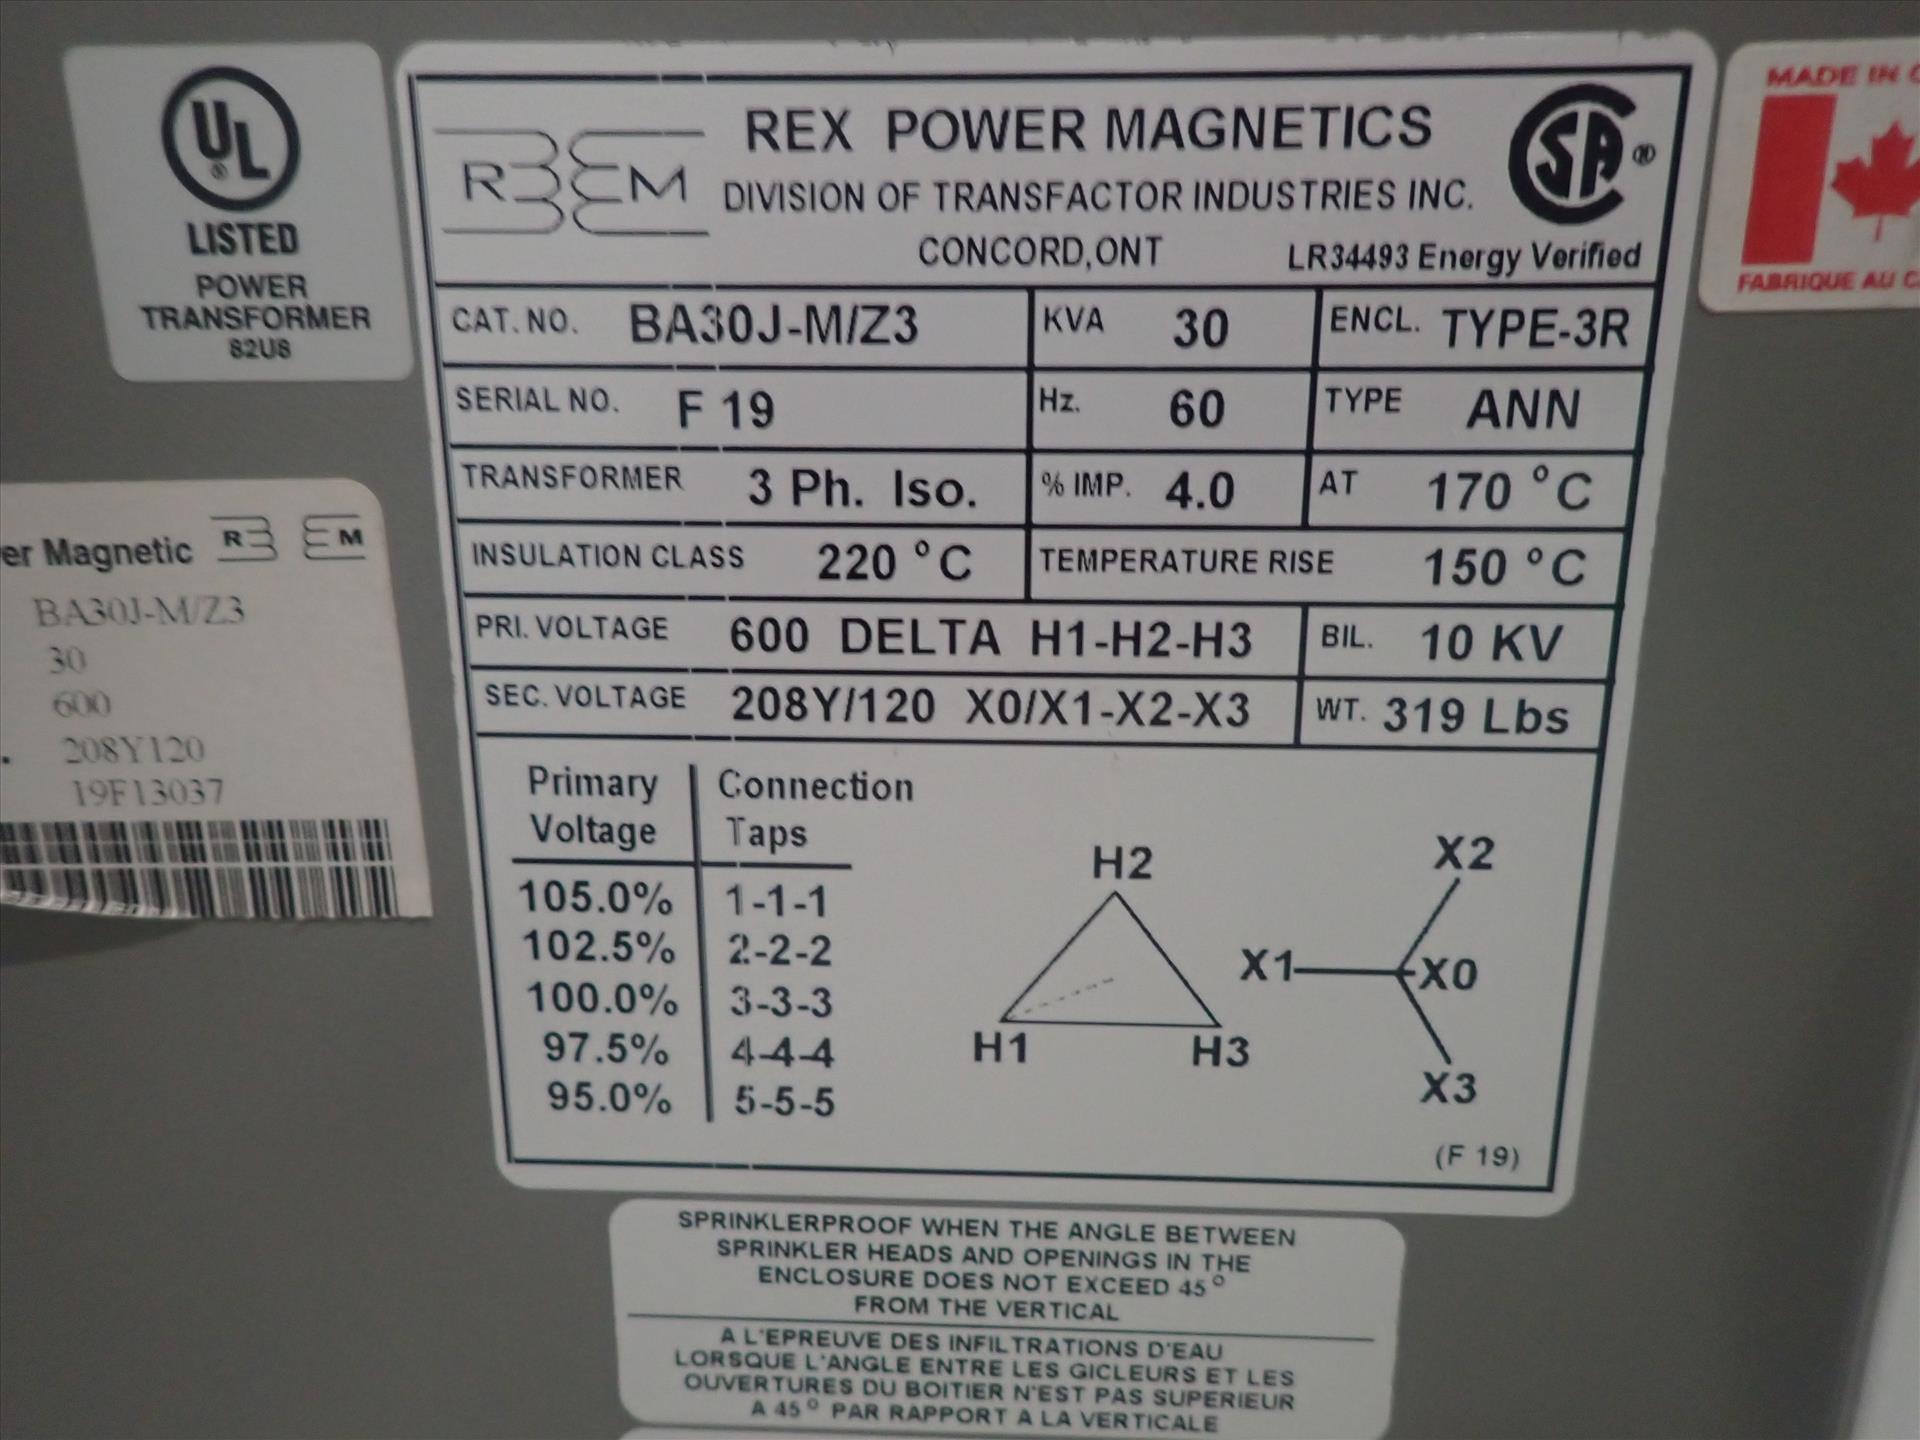 UL
®
LISTED
POWER
TRANSFORMER
82U8
REM
REX POWER MAGNETICS
DIVISION OF TRANSFACTOR INDUSTRIES INC.
CONCORD,ONT
SA ®
LR34493 Energy Verified
CAT. NO. BA30J-M/Z3 KVA 30 ENCL. TYPE-3R
SERIAL NO. F 19 Hz. 60 TYPE ANN
TRANSFORMER 3 Ph. Iso. % IMP. 4.0 AT 170 °C
INSULATION CLASS 220 °C TEMPERATURE RISE 150 °C
PRI. VOLTAGE 600 DELTA H1-H2-H3 BIL. 10 KV
SEC. VOLTAGE 208Y/120 X0/X1-X2-X3 WT. 319 Lbs
Primary Connection
Voltage Taps
105.0% 1-1-1
102.5% 2-2-2
100.0% 3-3-3
97.5% 4-4-4
95.0% 5-5-5
H2
H1 H3
X2
X1 X0
X3
(F 19)
MADE IN
FABRIQUE AU
Magnetic REM
BA30J-M/Z3
30
600
208Y120
19F13037
SPRINKLERPROOF WHEN THE ANGLE BETWEEN
SPRINKLER HEADS AND OPENINGS IN THE
ENCLOSURE DOES NOT EXCEED 45°
FROM THE VERTICAL
A L'EPREUVE DES INFILTRATIONS D'EAU
LORSQUE L'ANGLE ENTRE LES GICLEURS ET LES
OUVERTURES DU BOITIER N'EST PAS SUPERIEUR
A 45° PAR RAPPORT A LA VERTICALE